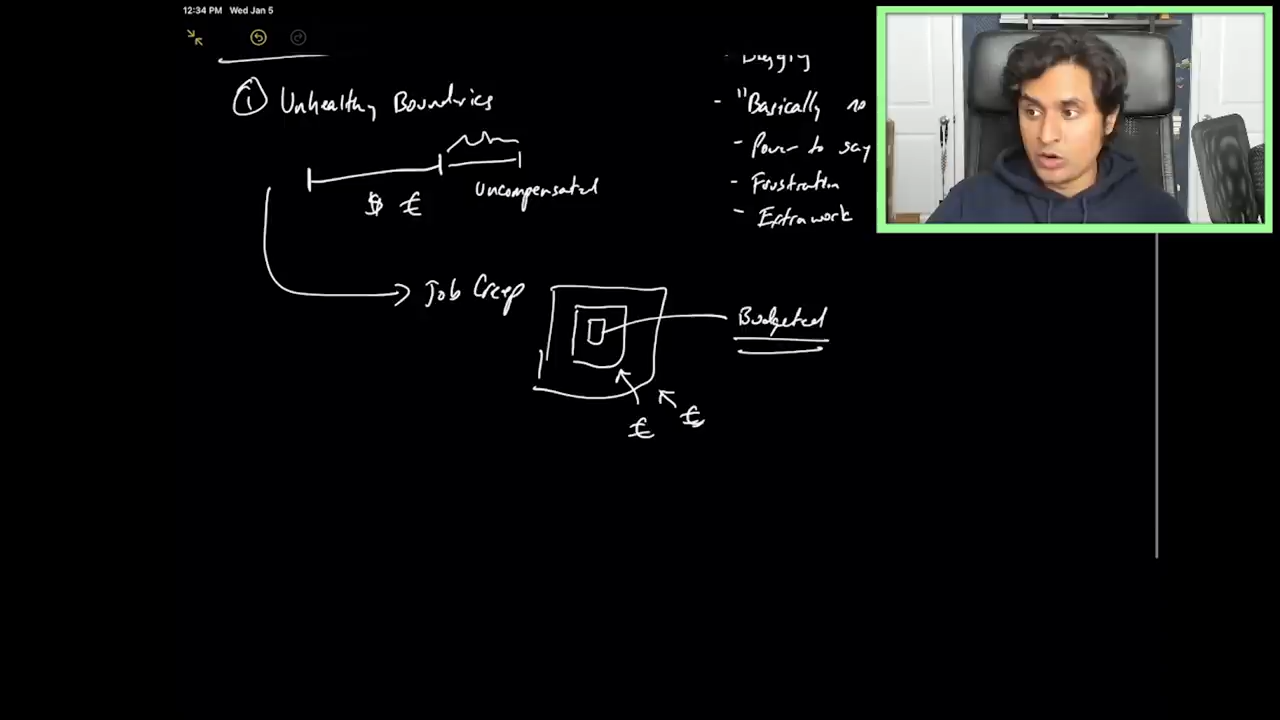 12:34 PM Wed Jan 5
① Unhealthy Boundries
$ €
Uncompensated
Job Creep
Budgeted
€
€
- "Basically no
- Power to say
- Frustration
- Extra work